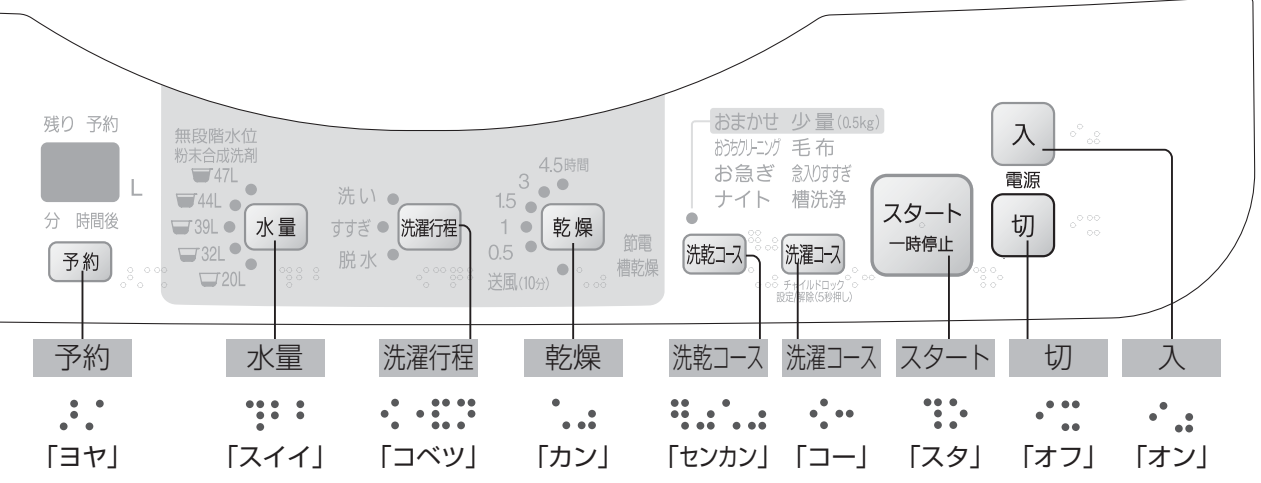 残り 予約
L
分 時間後
予約
無段階水位
粉末合成洗剤
47L
44L
39L
32L
20L
水量
洗い
すすぎ
脱水
洗濯行程
4.5時間
3
1.5
1
0.5
送風(10分)
乾燥
節電
槽乾燥
おまかせ 少量(0.5kg)
おうちクリーニング 毛布
お急ぎ 念入りすすぎ
ナイト 槽洗浄
洗乾コース
洗濯コース
チャイルドロック
設定/解除(5秒押し)
スタート
一時停止
入
電源
切
予約 水量 洗濯行程 乾燥 洗乾コース 洗濯コース スタート 切 入
⠜⠌ ⠹⠃⠃ ⠪⠐⠯⠝ ⠡⠴ ⠻⠴⠡⠴ ⠪⠒ ⠹⠕ ⠊⠭ ⠊⠴
「ヨヤ」 「スイイ」 「コベツ」 「カン」 「センカン」 「コー」 「スタ」 「オフ」 「オン」